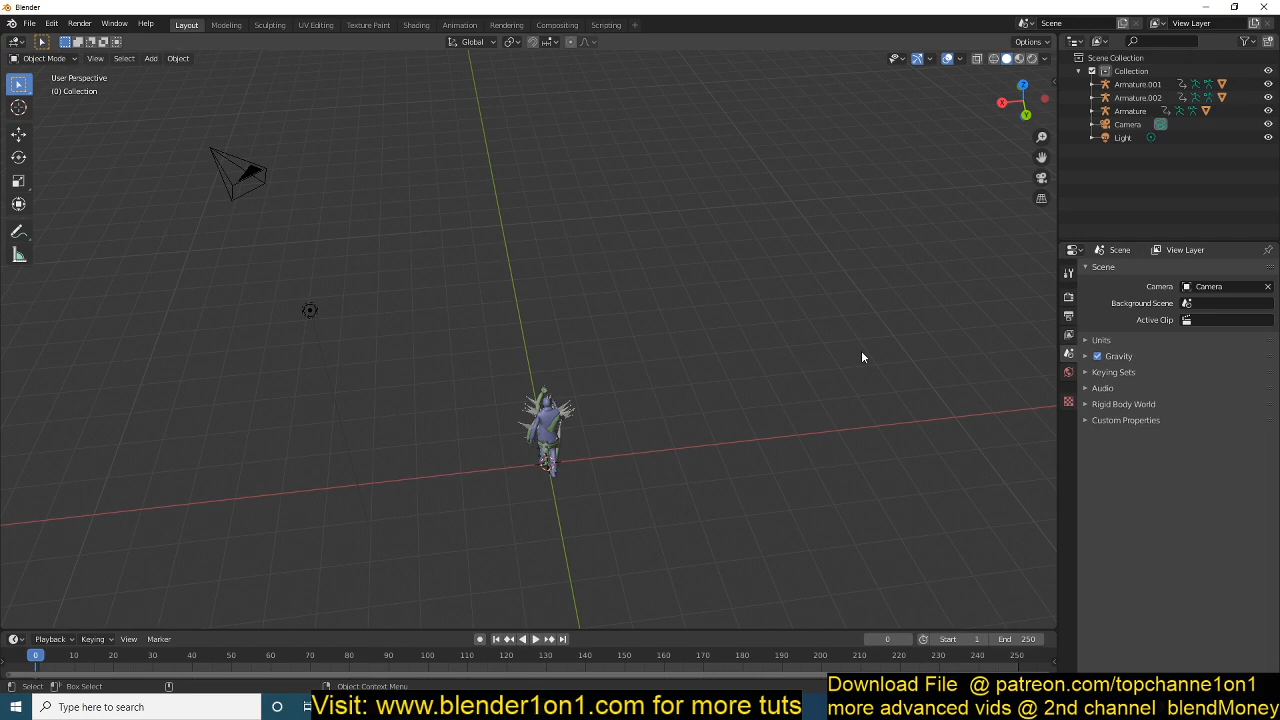 Blender
File Edit Render Window Help Layout Modeling Sculpting UV Editing Texture Paint Shading Animation Rendering Compositing Scripting + Scene View Layer
Global Options
Object Mode View Select Add Object
User Perspective
(0) Collection
Z
X
Y
Scene Collection
Collection
Armature.001
Armature.002
Armature
Camera
Light
Scene View Layer
Scene
Camera Camera
Background Scene
Active Clip
Units
Gravity
Keying Sets
Audio
Rigid Body World
Custom Properties
Playback Keying View Marker 0 Start 1 End 250
0 10 20 30 40 50 60 70 80 90 100 110 120 130 140 150 160 170 180 190 200 210 220 230 240 250
Select Box Select Object Context Menu
Type here to search
Visit: www.blender1on1.com for more tuts
Download File @ patreon.com/topchanne1on1
more advanced vids @ 2nd channel blendMoney